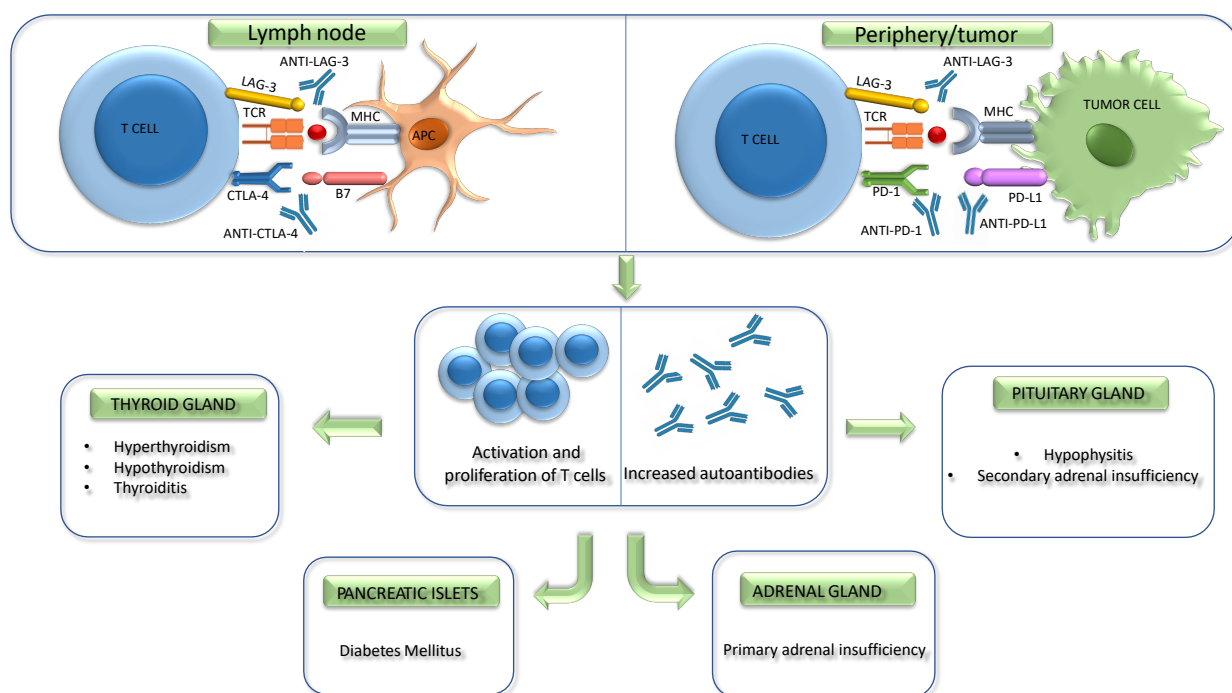 Lymph node
ANTI-LAG-3
LAG-3
TCR
MHC
T CELL
APC
CTLA-4
B7
ANTI-CTLA-4
Periphery/tumor
ANTI-LAG-3
LAG-3
TCR
MHC
TUMOR CELL
T CELL
PD-1
PD-L1
ANTI-PD-1
ANTI-PD-L1
Activation and
proliferation of T cells
Increased autoantibodies
THYROID GLAND
• Hyperthyroidism
• Hypothyroidism
• Thyroiditis
PITUITARY GLAND
• Hypophysitis
• Secondary adrenal insufficiency
PANCREATIC ISLETS
Diabetes Mellitus
ADRENAL GLAND
Primary adrenal insufficiency